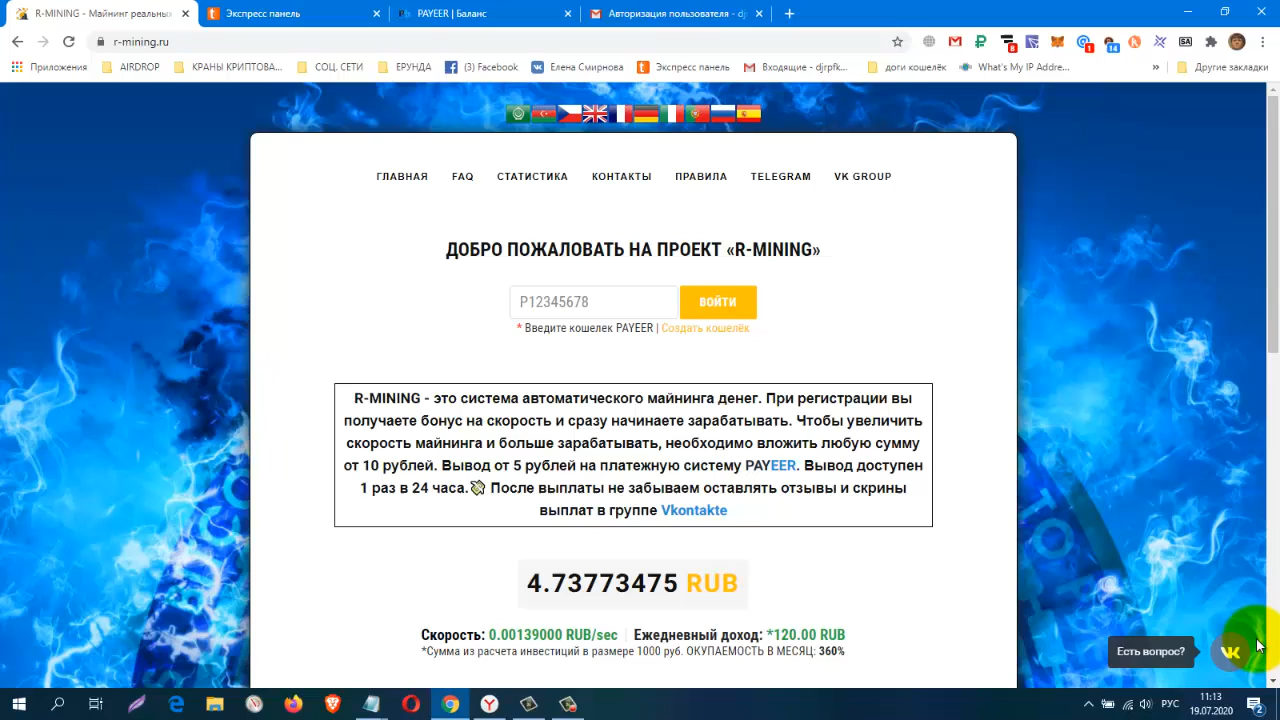 R-MINING - Майнинг реальных
Экспресс панель
PAYEER | Баланс
Авторизация пользователя - djr
r-mining.ru
8
1
14
SA
Приложения
AIRDROP
КРАНЫ КРИПТОВА...
СОЦ. СЕТИ
ЕРУНДА
(3) Facebook
Елена Смирнова
Экспресс панель
Входящие - djrpfk...
доги кошелёк
What's My IP Addre...
»
Другие закладки
ГЛАВНАЯ
FAQ
СТАТИСТИКА
КОНТАКТЫ
ПРАВИЛА
TELEGRAM
VK GROUP
ДОБРО ПОЖАЛОВАТЬ НА ПРОЕКТ «R-MINING»
P12345678
ВОЙТИ
* Введите кошелек PAYEER | Создать кошелёк
R-MINING - это система автоматического майнинга денег. При регистрации вы
получаете бонус на скорость и сразу начинаете зарабатывать. Чтобы увеличить
скорость майнинга и больше зарабатывать, необходимо вложить любую сумму
от 10 рублей. Вывод от 5 рублей на платежную систему PAYEER. Вывод доступен
1 раз в 24 часа. После выплаты не забываем оставлять отзывы и скрины
выплат в группе Vkontakte
4.73773475 RUB
Скорость: 0.00139000 RUB/sec
Ежедневный доход: *120.00 RUB
*Сумма из расчета инвестиций в размере 1000 руб. ОКУПАЕМОСТЬ В МЕСЯЦ: 360%
Есть вопрос?
РУС
11:13
19.07.2020
2